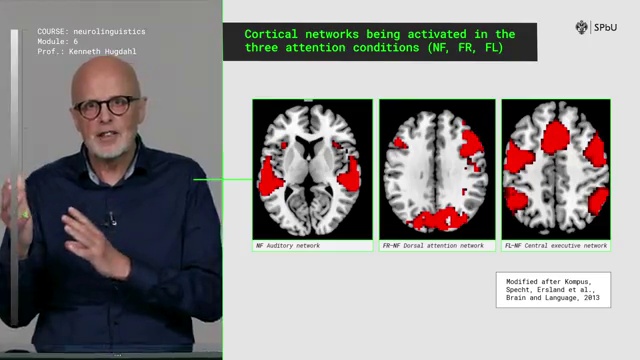 COURSE: neurolinguistics
Module: 6
Prof.: Kenneth Hugdahl
Cortical networks being activated in the
three attention conditions (NF, FR, FL)
SPbU
NF Auditory network
FR-NF Dorsal attention network
FL-NF Central executive network
Modified after Kompus,
Specht, Ersland et al.,
Brain and Language, 2013